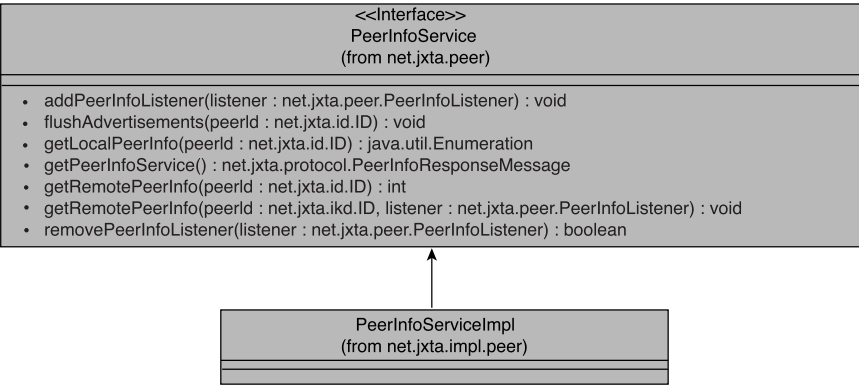 <<Interface>>
PeerInfoService
(from net.jxta.peer)
• addPeerInfoListener(listener : net.jxta.peer.PeerInfoListener) : void
• flushAdvertisements(peerId : net.jxta.id.ID) : void
• getLocalPeerInfo(peerId : net.jxta.id.ID) : java.util.Enumeration
• getPeerInfoService() : net.jxta.protocol.PeerInfoResponseMessage
• getRemotePeerInfo(peerId : net.jxta.id.ID) : int
• getRemotePeerInfo(peerId : net.jxta.ikd.ID, listener : net.jxta.peer.PeerInfoListener) : void
• removePeerInfoListener(listener : net.jxta.peer.PeerInfoListener) : boolean
PeerInfoServiceImpl
(from net.jxta.impl.peer)